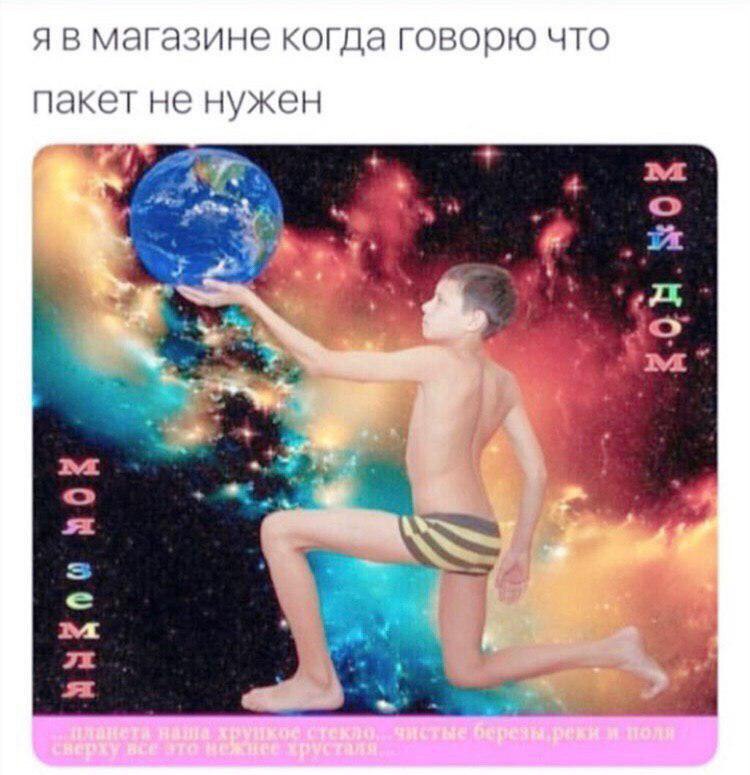 я в магазине когда говорю что
пакет не нужен
МОЙ ДОМ
МОЯ ЗЕМЛЯ
...планета наша хрупкое стекло...чистые березы,реки и поля
сверху все это нежнее хрусталя...